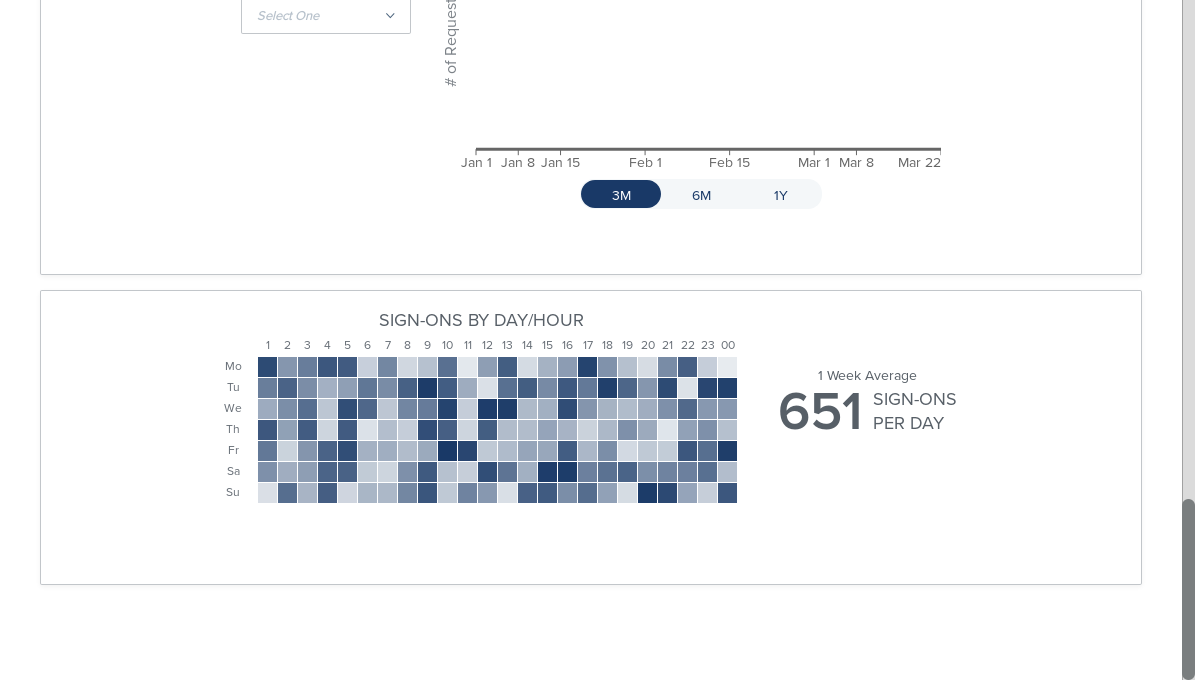 Select One
# of Request
Jan 1 Jan 8 Jan 15 Feb 1 Feb 15 Mar 1 Mar 8 Mar 22
3M 6M 1Y
SIGN-ONS BY DAY/HOUR
1 2 3 4 5 6 7 8 9 10 11 12 13 14 15 16 17 18 19 20 21 22 23 00
Mo
Tu
We
Th
Fr
Sa
Su
1 Week Average
651 SIGN-ONS
PER DAY